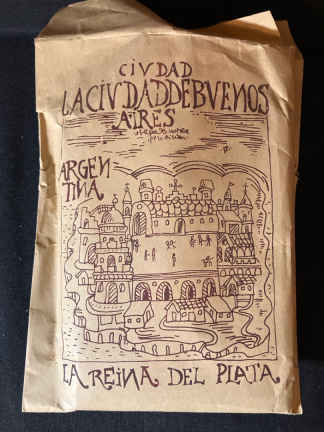 CIVDAD
LACIVDADDEBVENOS
AIRES
ARGEN
TINA
LA REINA DEL PLATA